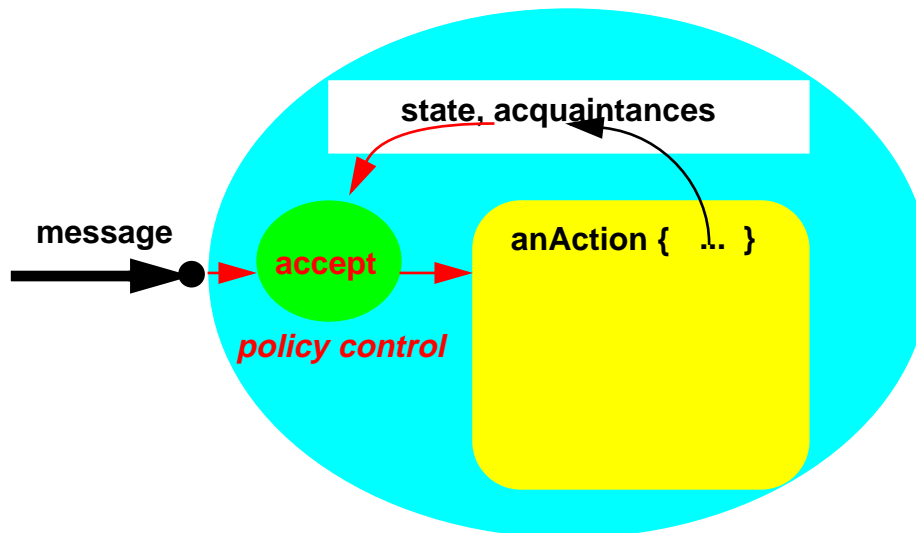 state, acquaintances
message
anAction { ... }
accept
policy control